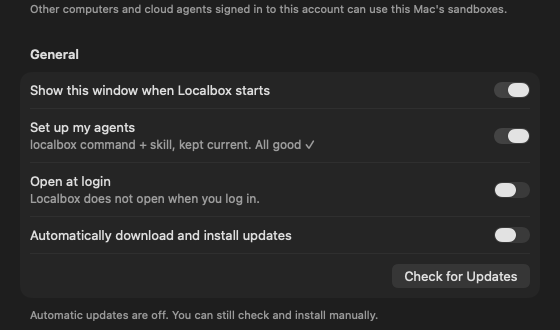 Other computers and cloud agents signed in to this account can use this Mac's sandboxes.
General
Show this window when Localbox starts
Set up my agents
localbox command + skill, kept current. All good ✓
Open at login
Localbox does not open when you log in.
Automatically download and install updates
Check for Updates
Automatic updates are off. You can still check and install manually.